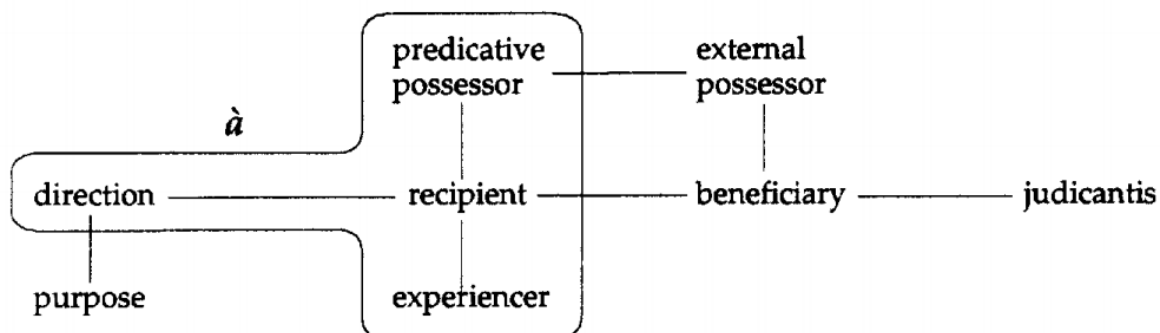 predicative external
possessor possessor
à
direction recipient beneficiary judicantis
purpose experiencer